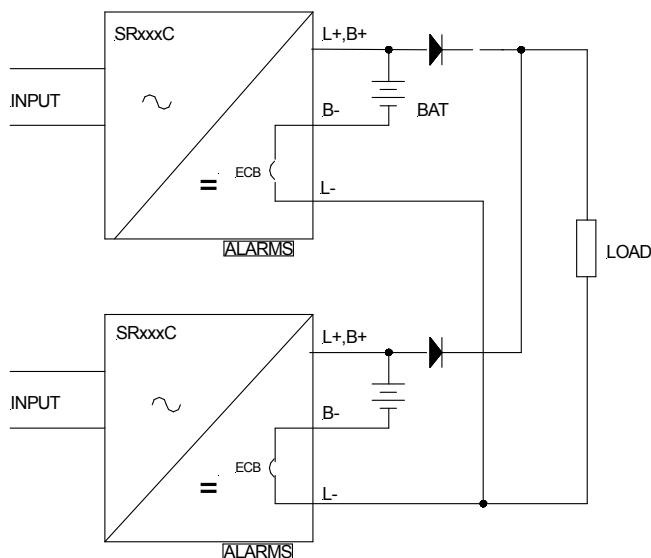 SRxxxC
L+,B+
INPUT
B-
BAT
ECB
=
L-
ALARMS
LOAD
SRxxxC
L+,B+
INPUT
B-
ECB
=
L-
ALARMS